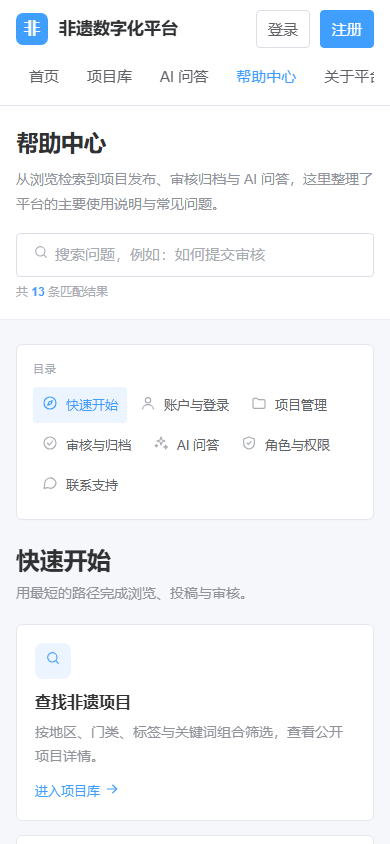 非 非遗数字化平台 登录 注册
首页 项目库 AI 问答 帮助中心 关于平台
帮助中心
从浏览检索到项目发布、审核归档与 AI 问答，这里整理了
平台的主要使用说明与常见问题。
搜索问题，例如：如何提交审核
共 13 条匹配结果
目录
快速开始 账户与登录 项目管理
审核与归档 AI 问答 角色与权限
联系支持
快速开始
用最短的路径完成浏览、投稿与审核。
查找非遗项目
按地区、门类、标签与关键词组合筛选，查看公开
项目详情。
进入项目库 →